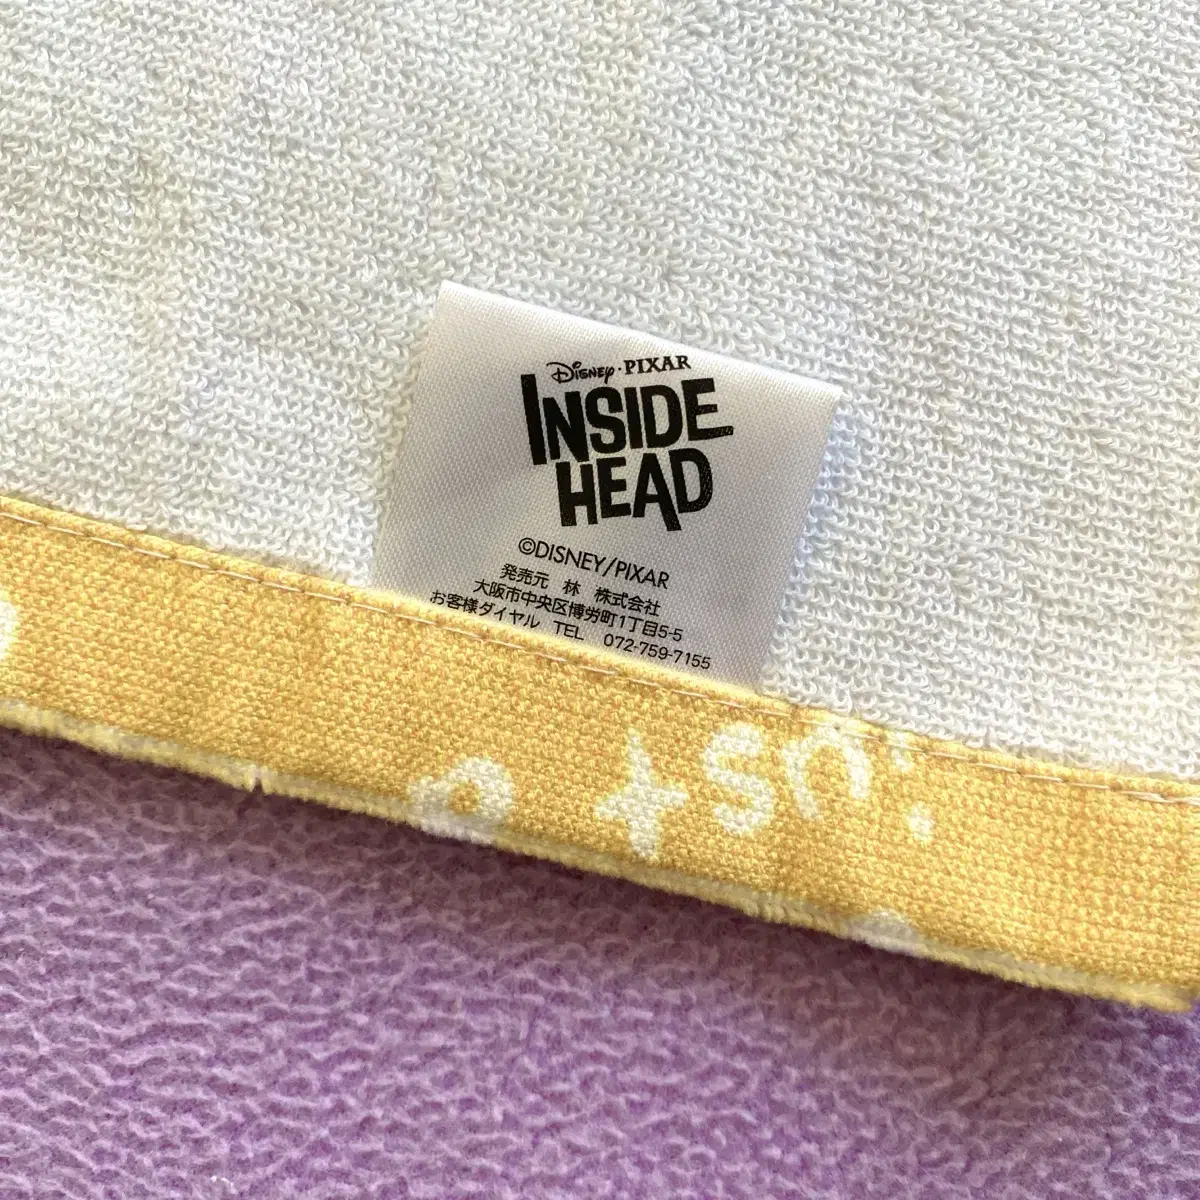 Disney · PIXAR
INSIDE
HEAD
©DISNEY/PIXAR
発売元 林 株式会社
大阪市中央区博労町1丁目5-5
お客様ダイヤル TEL 072-759-7155